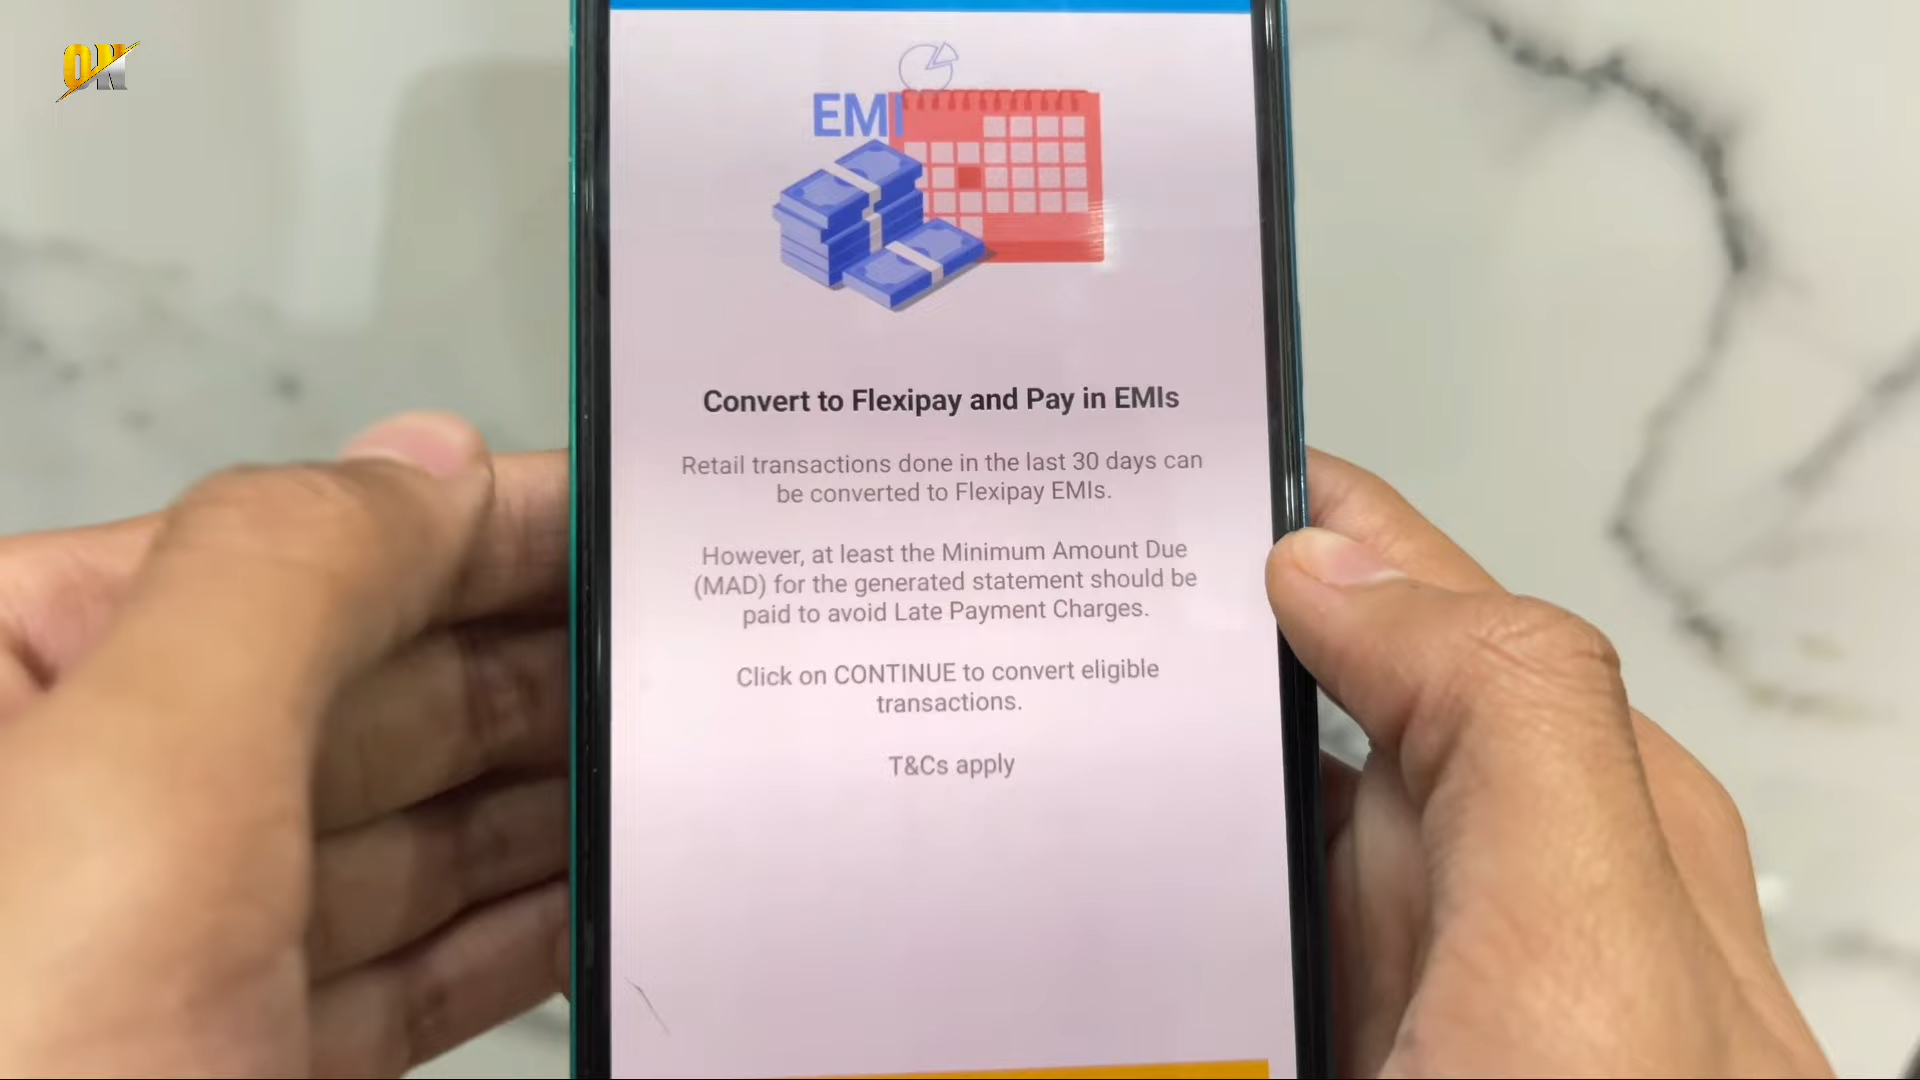 ON
EMI
Convert to Flexipay and Pay in EMIs
Retail transactions done in the last 30 days can
be converted to Flexipay EMIs.
However, at least the Minimum Amount Due
(MAD) for the generated statement should be
paid to avoid Late Payment Charges.
Click on CONTINUE to convert eligible
transactions.
T&Cs apply